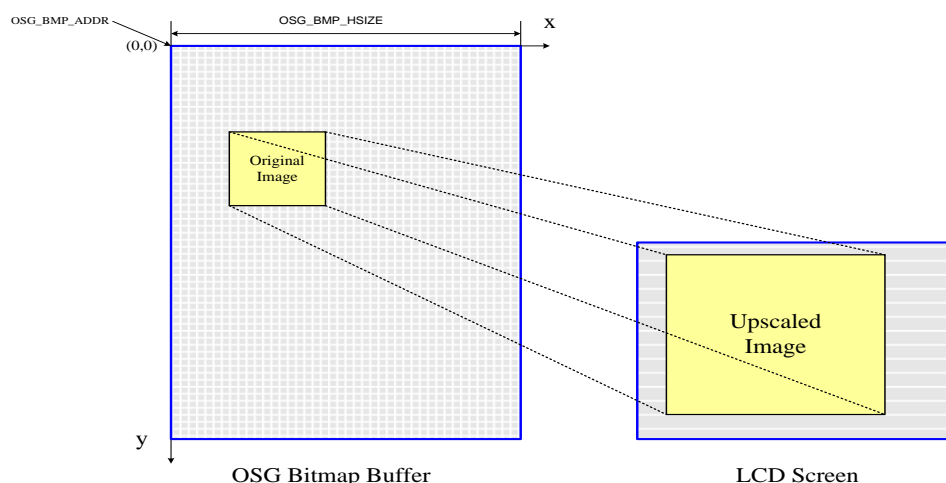 OSG_BMP_ADDR
OSG_BMP_HSIZE
x
(0,0)
Original
Image
Upscaled
Image
y
OSG Bitmap Buffer
LCD Screen